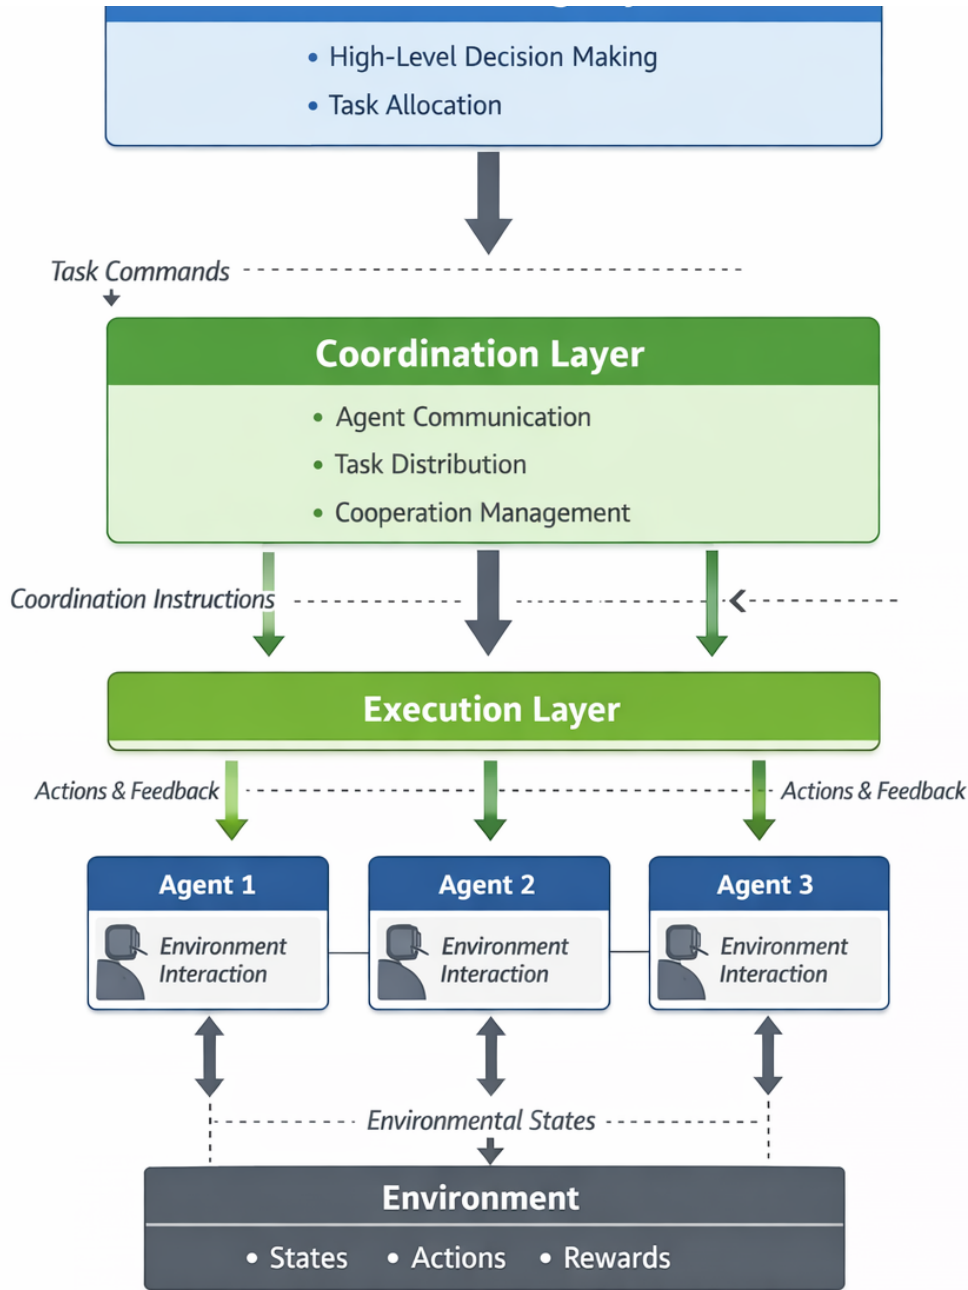 • High-Level Decision Making
• Task Allocation
Task Commands
Coordination Layer
• Agent Communication
• Task Distribution
• Cooperation Management
Coordination Instructions
Execution Layer
Actions & Feedback
Actions & Feedback
Agent 1
Agent 2
Agent 3
Environment
Interaction
Environment
Interaction
Environment
Interaction
Environmental States
Environment
• States • Actions • Rewards